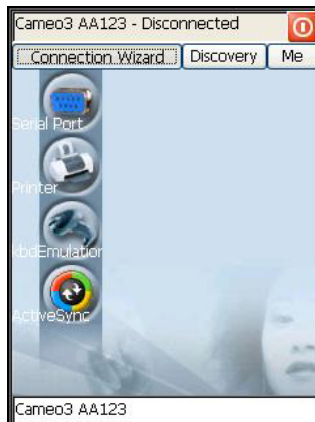 Cameo3 AA123 - Disconnected
Connection Wizard Discovery Me
Serial Port
Printer
kbdEmulation
ActiveSync
Cameo3 AA123